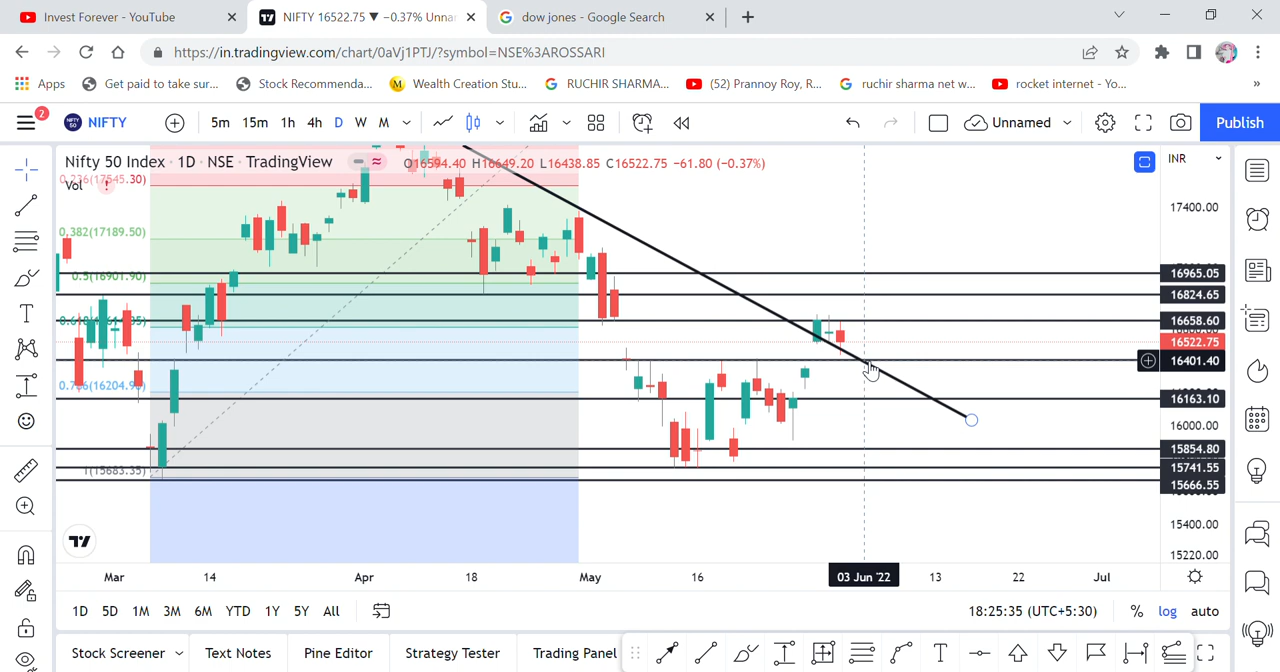 Invest Forever - YouTube
NIFTY 16522.75 ▼ −0.37% Unna
dow jones - Google Search
https://in.tradingview.com/chart/0aVj1PTJ/?symbol=NSE%3AROSSARI
Apps
Get paid to take sur...
Stock Recommenda...
Wealth Creation Stu...
RUCHIR SHARMA...
(52) Prannoy Roy, R...
ruchir sharma net w...
rocket internet - Yo...
»
2
NIFTY
5m 15m 1h 4h D W M
Unnamed
Publish
Nifty 50 Index · 1D · NSE · TradingView
O16594.40 H16649.20 L16438.85 C16522.75 −61.80 (−0.37%)
INR
Vol
0.236(17545.30)
0.382(17189.50)
0.5(16901.90)
17400.00
16965.05
16824.65
16658.60
16522.75
16401.40
16163.10
16000.00
15854.80
15741.55
1(15683.35)
15666.55
15400.00
15220.00
Mar 14 Apr 18 May 16 03 Jun '22 13 22 Jul
1D 5D 1M 3M 6M YTD 1Y 5Y All
18:25:35 (UTC+5:30)
% log auto
Stock Screener
Text Notes
Pine Editor
Strategy Tester
Trading Panel